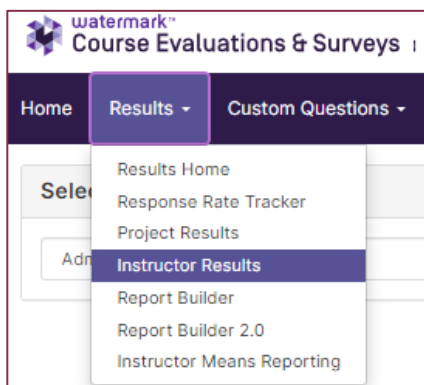 watermark™
Course Evaluations & Surveys
Home Results Custom Questions
Results Home
Response Rate Tracker
Project Results
Instructor Results
Report Builder
Report Builder 2.0
Instructor Means Reporting